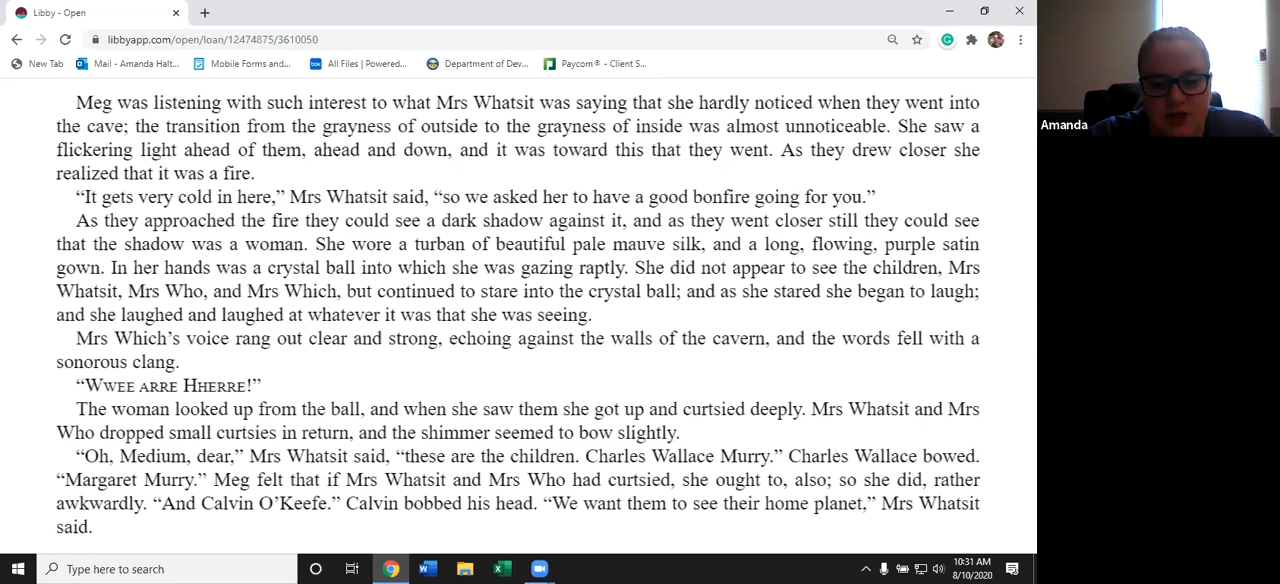 Libby - Open
libbyapp.com/open/loan/12474875/3610050
New Tab
Mail - Amanda Halt...
Mobile Forms and...
box
All Files | Powered...
Department of Dev...
Paycom® - Client S...
Meg was listening with such interest to what Mrs Whatsit was saying that she hardly noticed when they went into
the cave; the transition from the grayness of outside to the grayness of inside was almost unnoticeable. She saw a
flickering light ahead of them, ahead and down, and it was toward this that they went. As they drew closer she
realized that it was a fire.
“It gets very cold in here,” Mrs Whatsit said, “so we asked her to have a good bonfire going for you.”
As they approached the fire they could see a dark shadow against it, and as they went closer still they could see
that the shadow was a woman. She wore a turban of beautiful pale mauve silk, and a long, flowing, purple satin
gown. In her hands was a crystal ball into which she was gazing raptly. She did not appear to see the children, Mrs
Whatsit, Mrs Who, and Mrs Which, but continued to stare into the crystal ball; and as she stared she began to laugh;
and she laughed and laughed at whatever it was that she was seeing.
Mrs Which’s voice rang out clear and strong, echoing against the walls of the cavern, and the words fell with a
sonorous clang.
“WWEE ARRE HHERRE!”
The woman looked up from the ball, and when she saw them she got up and curtsied deeply. Mrs Whatsit and Mrs
Who dropped small curtsies in return, and the shimmer seemed to bow slightly.
“Oh, Medium, dear,” Mrs Whatsit said, “these are the children. Charles Wallace Murry.” Charles Wallace bowed.
“Margaret Murry.” Meg felt that if Mrs Whatsit and Mrs Who had curtsied, she ought to, also; so she did, rather
awkwardly. “And Calvin O’Keefe.” Calvin bobbed his head. “We want them to see their home planet,” Mrs Whatsit
said.
Amanda
Type here to search
10:31 AM
8/10/2020